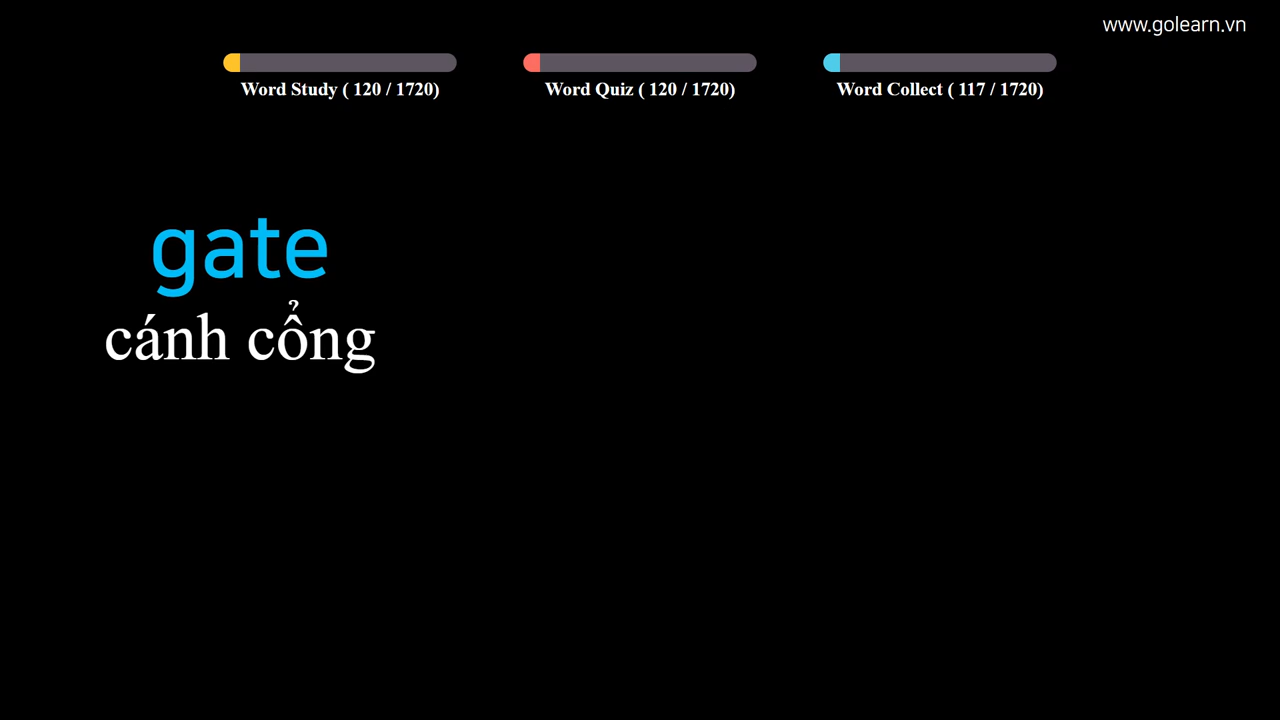 www.golearn.vn
Word Study ( 120 / 1720)
Word Quiz ( 120 / 1720)
Word Collect ( 117 / 1720)
gate
cánh cổng